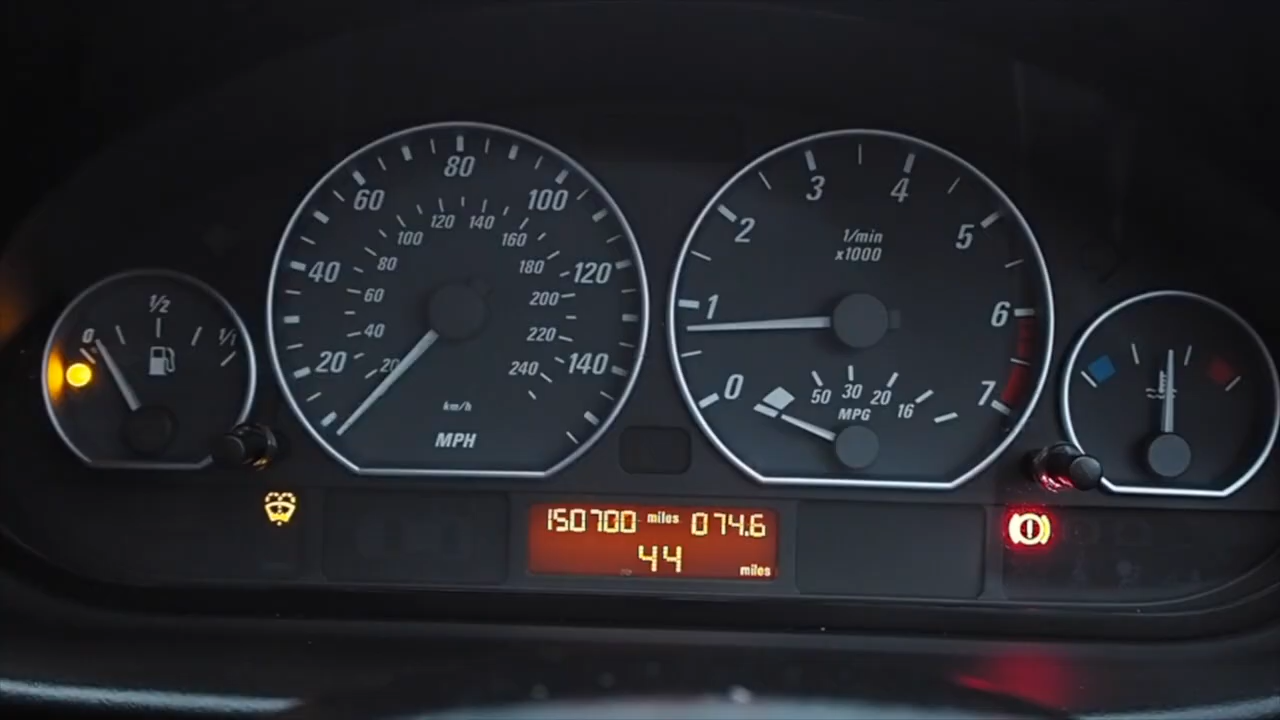 0 1/2 1/1
20 40 60 80 100 120 140
20 40 60 80 100 120 140 160 180 200 220 240
km/h
MPH
0 1 2 3 4 5 6 7
1/min
x1000
50 30 20 16
MPG
150700 miles 074.6
44 miles